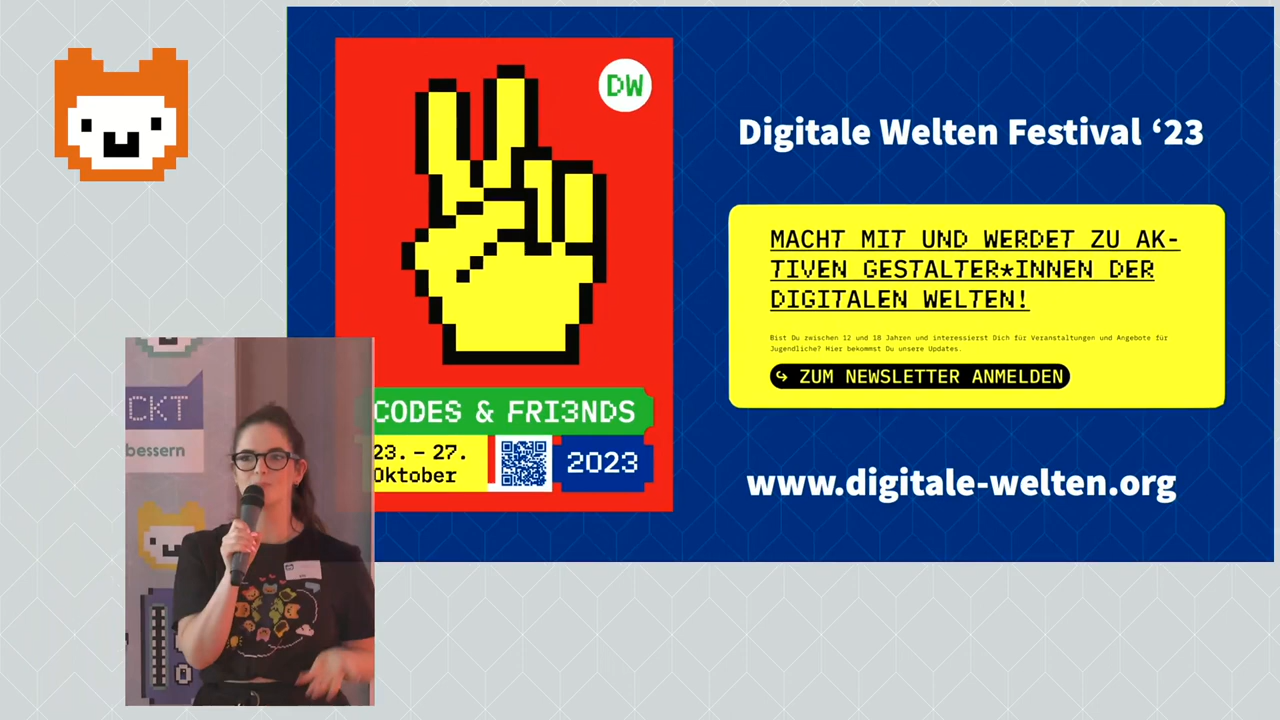 DW
Digitale Welten Festival ‘23
MACHT MIT UND WERDET ZU AK-
TIVEN GESTALTER*INNEN DER
DIGITALEN WELTEN!
Bist Du zwischen 12 und 18 Jahren und interessierst Dich für Veranstaltungen und Angebote für
Jugendliche? Hier bekommst Du unsere Updates.
↪ ZUM NEWSLETTER ANMELDEN
CODES & FRI3NDS
23. – 27.
Oktober
2023
www.digitale-welten.org
CKT
bessern